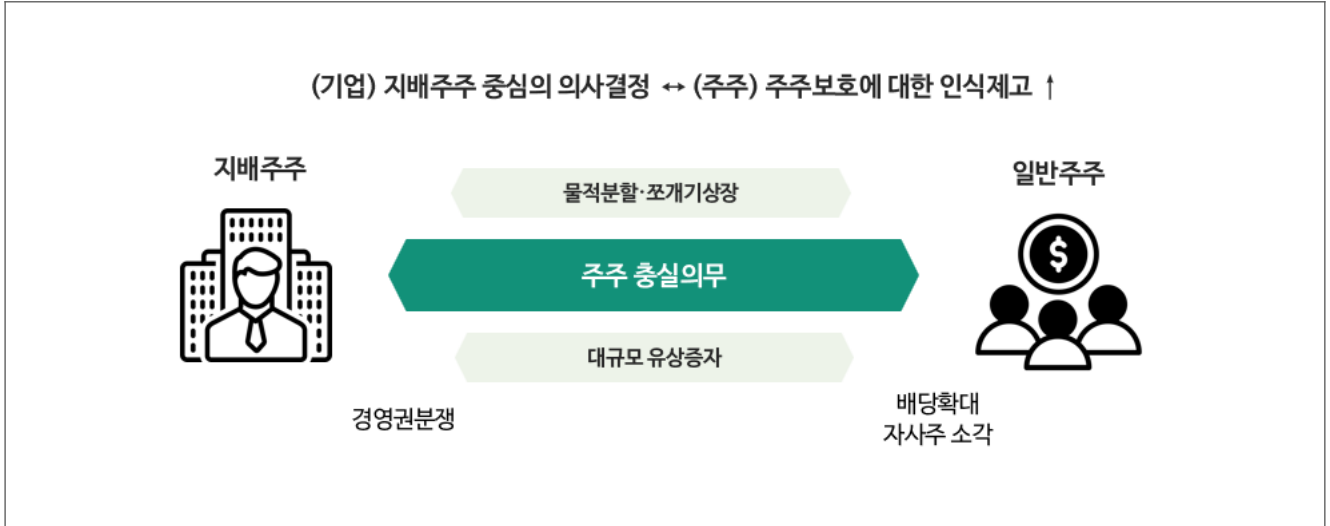 (기업) 지배주주 중심의 의사결정 ↔ (주주) 주주보호에 대한 인식제고 ↑
지배주주
일반주주
물적분할·쪼개기상장
$
주주 충실의무
대규모 유상증자
경영권분쟁
배당확대
자사주 소각